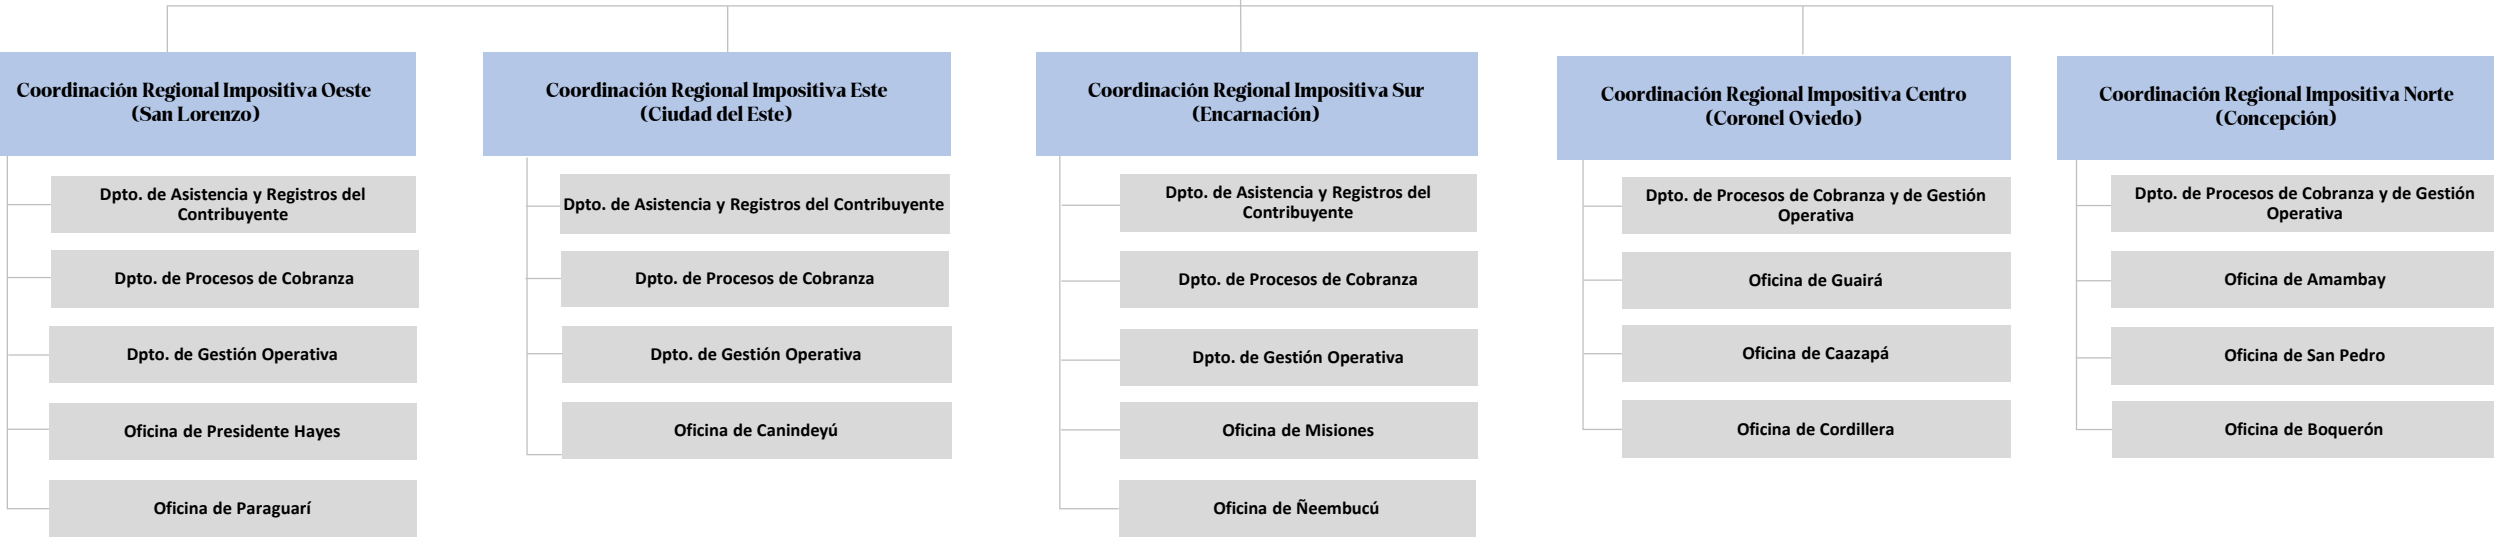 Coordinación Regional Impositiva Oeste
(San Lorenzo)
Dpto. de Asistencia y Registros del
Contribuyente
Dpto. de Procesos de Cobranza
Dpto. de Gestión Operativa
Oficina de Presidente Hayes
Oficina de Paraguarí
Coordinación Regional Impositiva Este
(Ciudad del Este)
Dpto. de Asistencia y Registros del Contribuyente
Dpto. de Procesos de Cobranza
Dpto. de Gestión Operativa
Oficina de Canindeyú
Coordinación Regional Impositiva Sur
(Encarnación)
Dpto. de Asistencia y Registros del
Contribuyente
Dpto. de Procesos de Cobranza
Dpto. de Gestión Operativa
Oficina de Misiones
Oficina de Ñeembucú
Coordinación Regional Impositiva Centro
(Coronel Oviedo)
Dpto. de Procesos de Cobranza y de Gestión
Operativa
Oficina de Guairá
Oficina de Caazapá
Oficina de Cordillera
Coordinación Regional Impositiva Norte
(Concepción)
Dpto. de Procesos de Cobranza y de Gestión
Operativa
Oficina de Amambay
Oficina de San Pedro
Oficina de Boquerón